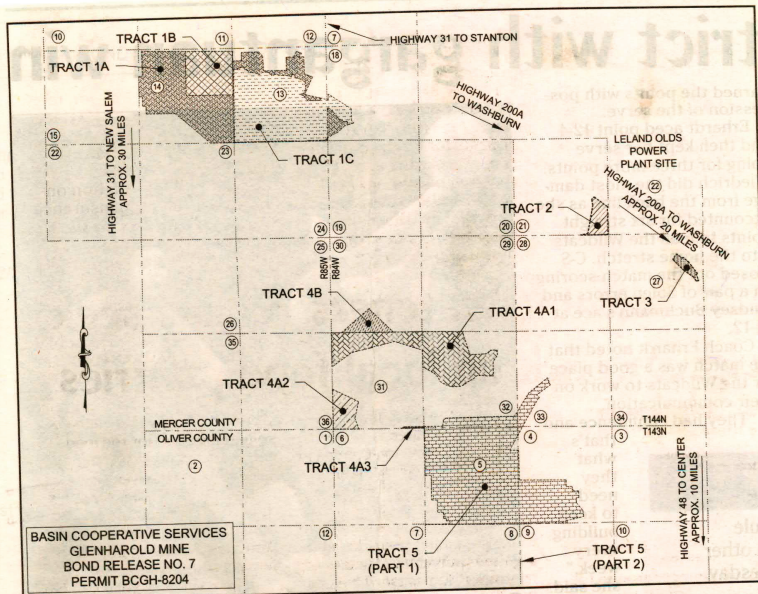 10
TRACT 1B
11
12
7
HIGHWAY 31 TO STANTON
18
TRACT 1A
14
13
HIGHWAY 200A
TO WASHBURN
15
22
HIGHWAY 31 TO NEW SALEM
APPROX. 30 MILES
23
TRACT 1C
LELAND OLDS
POWER
PLANT SITE
22
HIGHWAY 200A TO WASHBURN
APPROX. 20 MILES
TRACT 2
24
19
20
21
25
30
29
28
R85W
R84W
27
TRACT 3
TRACT 4B
TRACT 4A1
26
35
31
TRACT 4A2
32
33
34
T144N
MERCER COUNTY
36
OLIVER COUNTY
1
6
4
3
T143N
2
TRACT 4A3
5
HIGHWAY 48 TO CENTER
APPROX. 10 MILES
BASIN COOPERATIVE SERVICES
GLENHAROLD MINE
BOND RELEASE NO. 7
PERMIT BCGH-8204
12
7
8
9
10
TRACT 5
(PART 1)
TRACT 5
(PART 2)